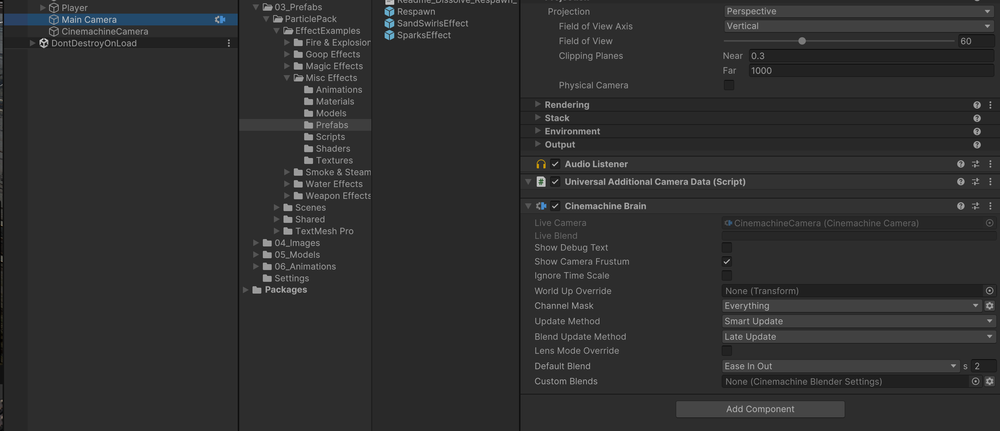 Player
Main Camera
CinemachineCamera
DontDestroyOnLoad
03_Prefabs
ParticlePack
EffectExamples
Fire & Explosion
Goop Effects
Magic Effects
Misc Effects
Animations
Materials
Models
Prefabs
Scripts
Shaders
Textures
Smoke & Steam
Water Effects
Weapon Effects
Scenes
Shared
TextMesh Pro
04_Images
05_Models
06_Animations
Settings
Packages
Readme_Dissolve_Respawn_
Respawn
SandSwirlsEffect
SparksEffect
Projection
Projection Perspective
Field of View Axis Vertical
Field of View 60
Clipping Planes Near 0.3
Far 1000
Physical Camera
Rendering
Stack
Environment
Output
Audio Listener
# Universal Additional Camera Data (Script)
Cinemachine Brain
Live Camera CinemachineCamera (Cinemachine Camera)
Live Blend
Show Debug Text
Show Camera Frustum
Ignore Time Scale
World Up Override None (Transform)
Channel Mask Everything
Update Method Smart Update
Blend Update Method Late Update
Lens Mode Override
Default Blend Ease In Out s 2
Custom Blends None (Cinemachine Blender Settings)
Add Component